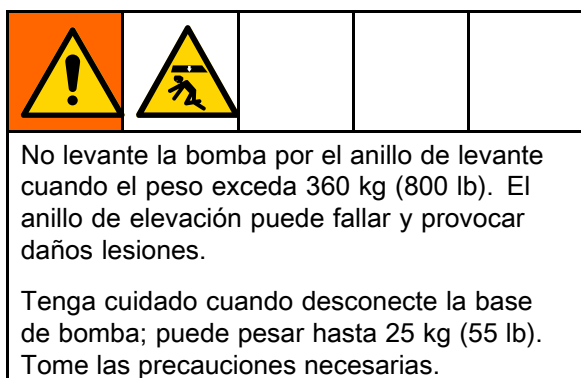 No levante la bomba por el anillo de levante
cuando el peso exceda 360 kg (800 lb). El
anillo de elevación puede fallar y provocar
daños lesiones.
Tenga cuidado cuando desconecte la base
de bomba; puede pesar hasta 25 kg (55 lb).
Tome las precauciones necesarias.